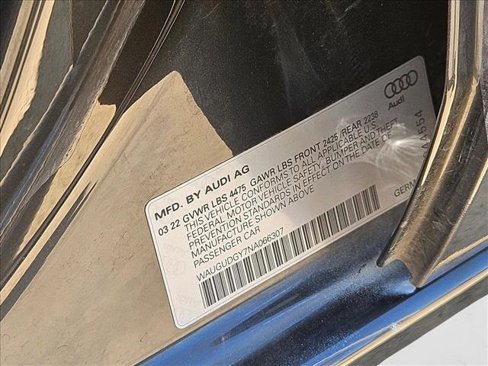 Audi
MFD. BY AUDI AG
03 22 GVWR LBS 4475 GAWR LBS FRONT 2425/REAR 2238
THIS VEHICLE CONFORMS TO ALL APPLICABLE U.S.
FEDERAL MOTOR VEHICLE SAFETY, BUMPER, AND THEFT
PREVENTION STANDARDS IN EFFECT ON THE DATE OF
MANUFACTURE SHOWN ABOVE
PASSENGER CAR
WAUGUDGY7NA066307
GERM